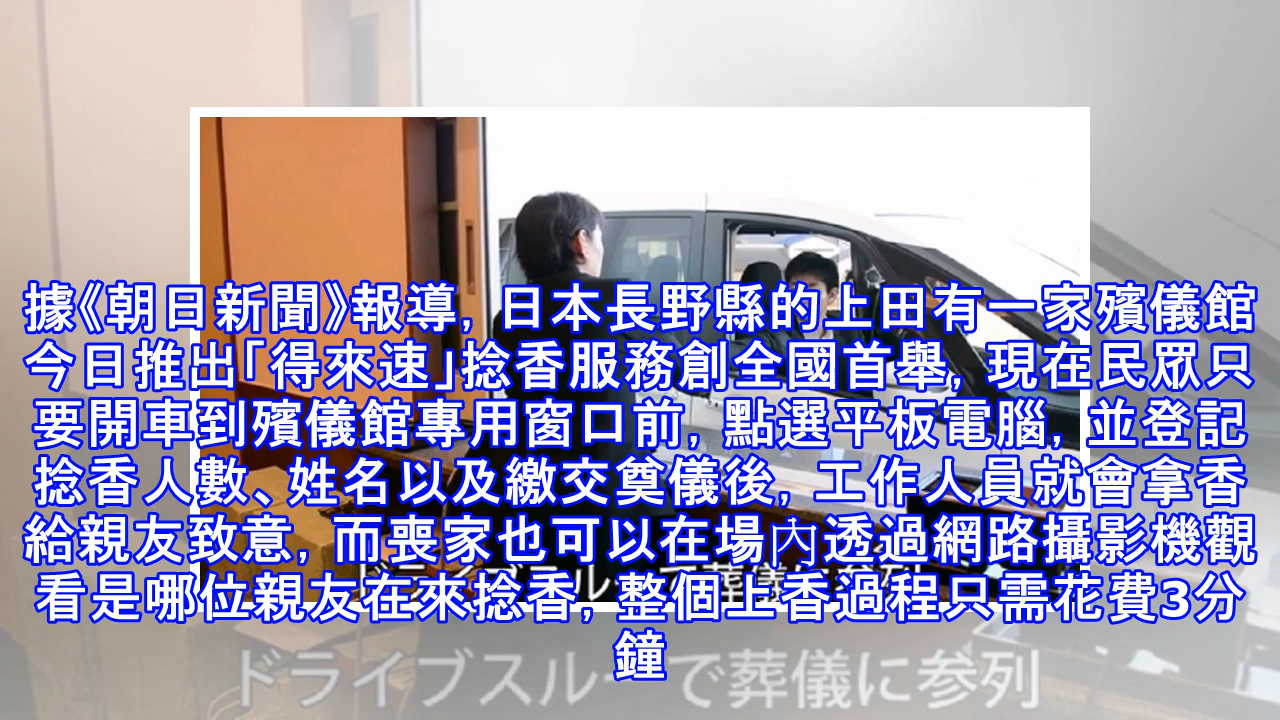 據《朝日新聞》報導, 日本長野縣的上田有一家殯儀館
今日推出「得來速」捻香服務創全國首舉, 現在民眾只
要開車到殯儀館專用窗口前, 點選平板電腦, 並登記
捻香人數、姓名以及繳交奠儀後, 工作人員就會拿香
給親友致意, 而喪家也可以在場內透過網路攝影機觀
看是哪位親友在來捻香, 整個上香過程只需花費3分
鐘
ドライブスルーで葬儀に参列